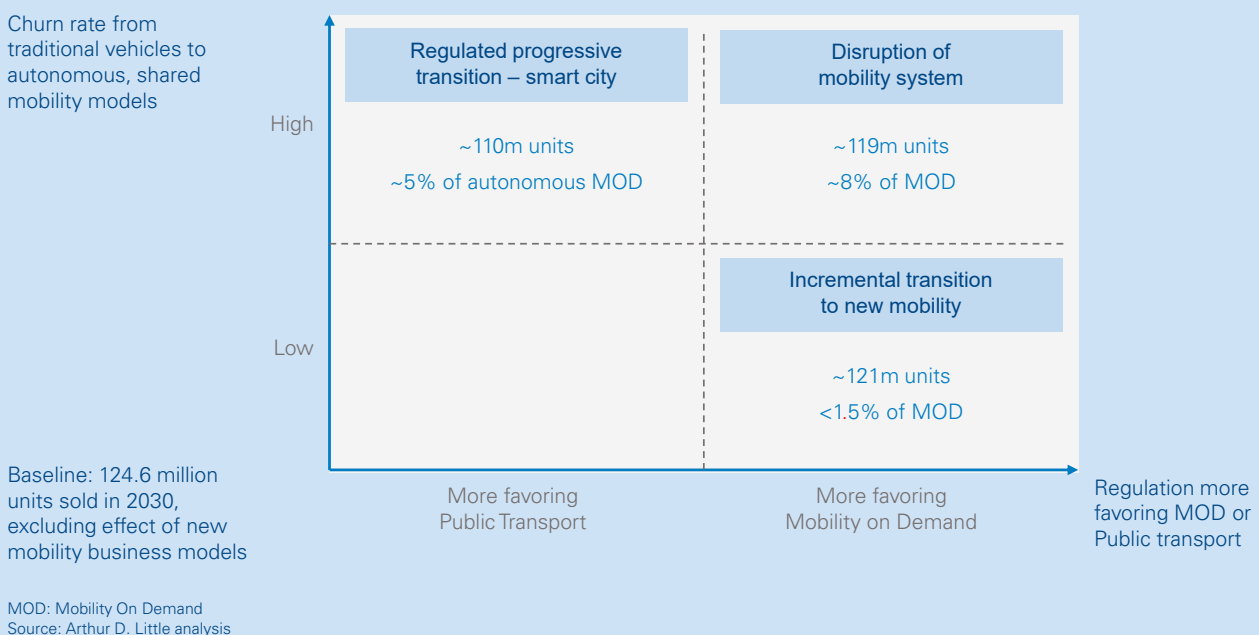 Churn rate from
traditional vehicles to
autonomous, shared
mobility models
High
Low
Regulated progressive
transition – smart city
~110m units
~5% of autonomous MOD
Disruption of
mobility system
~119m units
~8% of MOD
Incremental transition
to new mobility
~121m units
<1.5% of MOD
More favoring
Public Transport
More favoring
Mobility on Demand
Regulation more
favoring MOD or
Public transport
Baseline: 124.6 million
units sold in 2030,
excluding effect of new
mobility business models
MOD: Mobility On Demand
Source: Arthur D. Little analysis